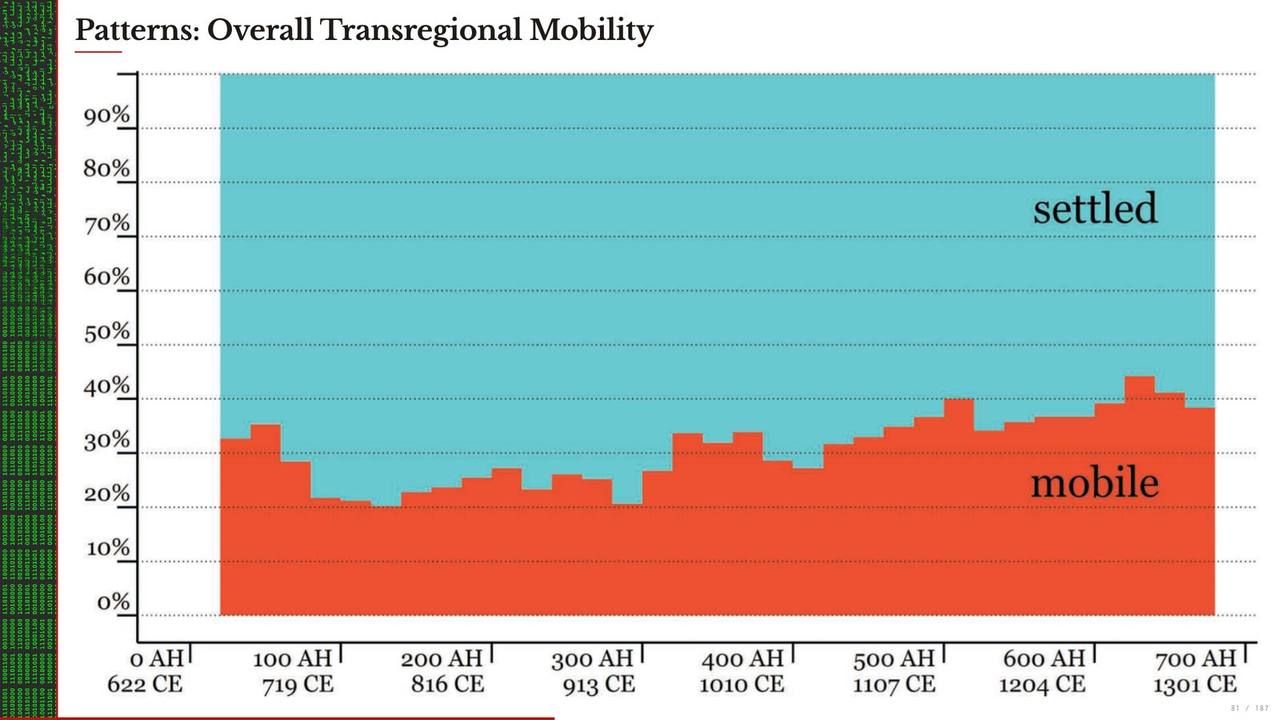 Patterns: Overall Transregional Mobility
90%
80%
70%
60%
50%
40%
30%
20%
10%
0%
settled
mobile
0 AH 100 AH 200 AH 300 AH 400 AH 500 AH 600 AH 700 AH
622 CE 719 CE 816 CE 913 CE 1010 CE 1107 CE 1204 CE 1301 CE
81 / 187